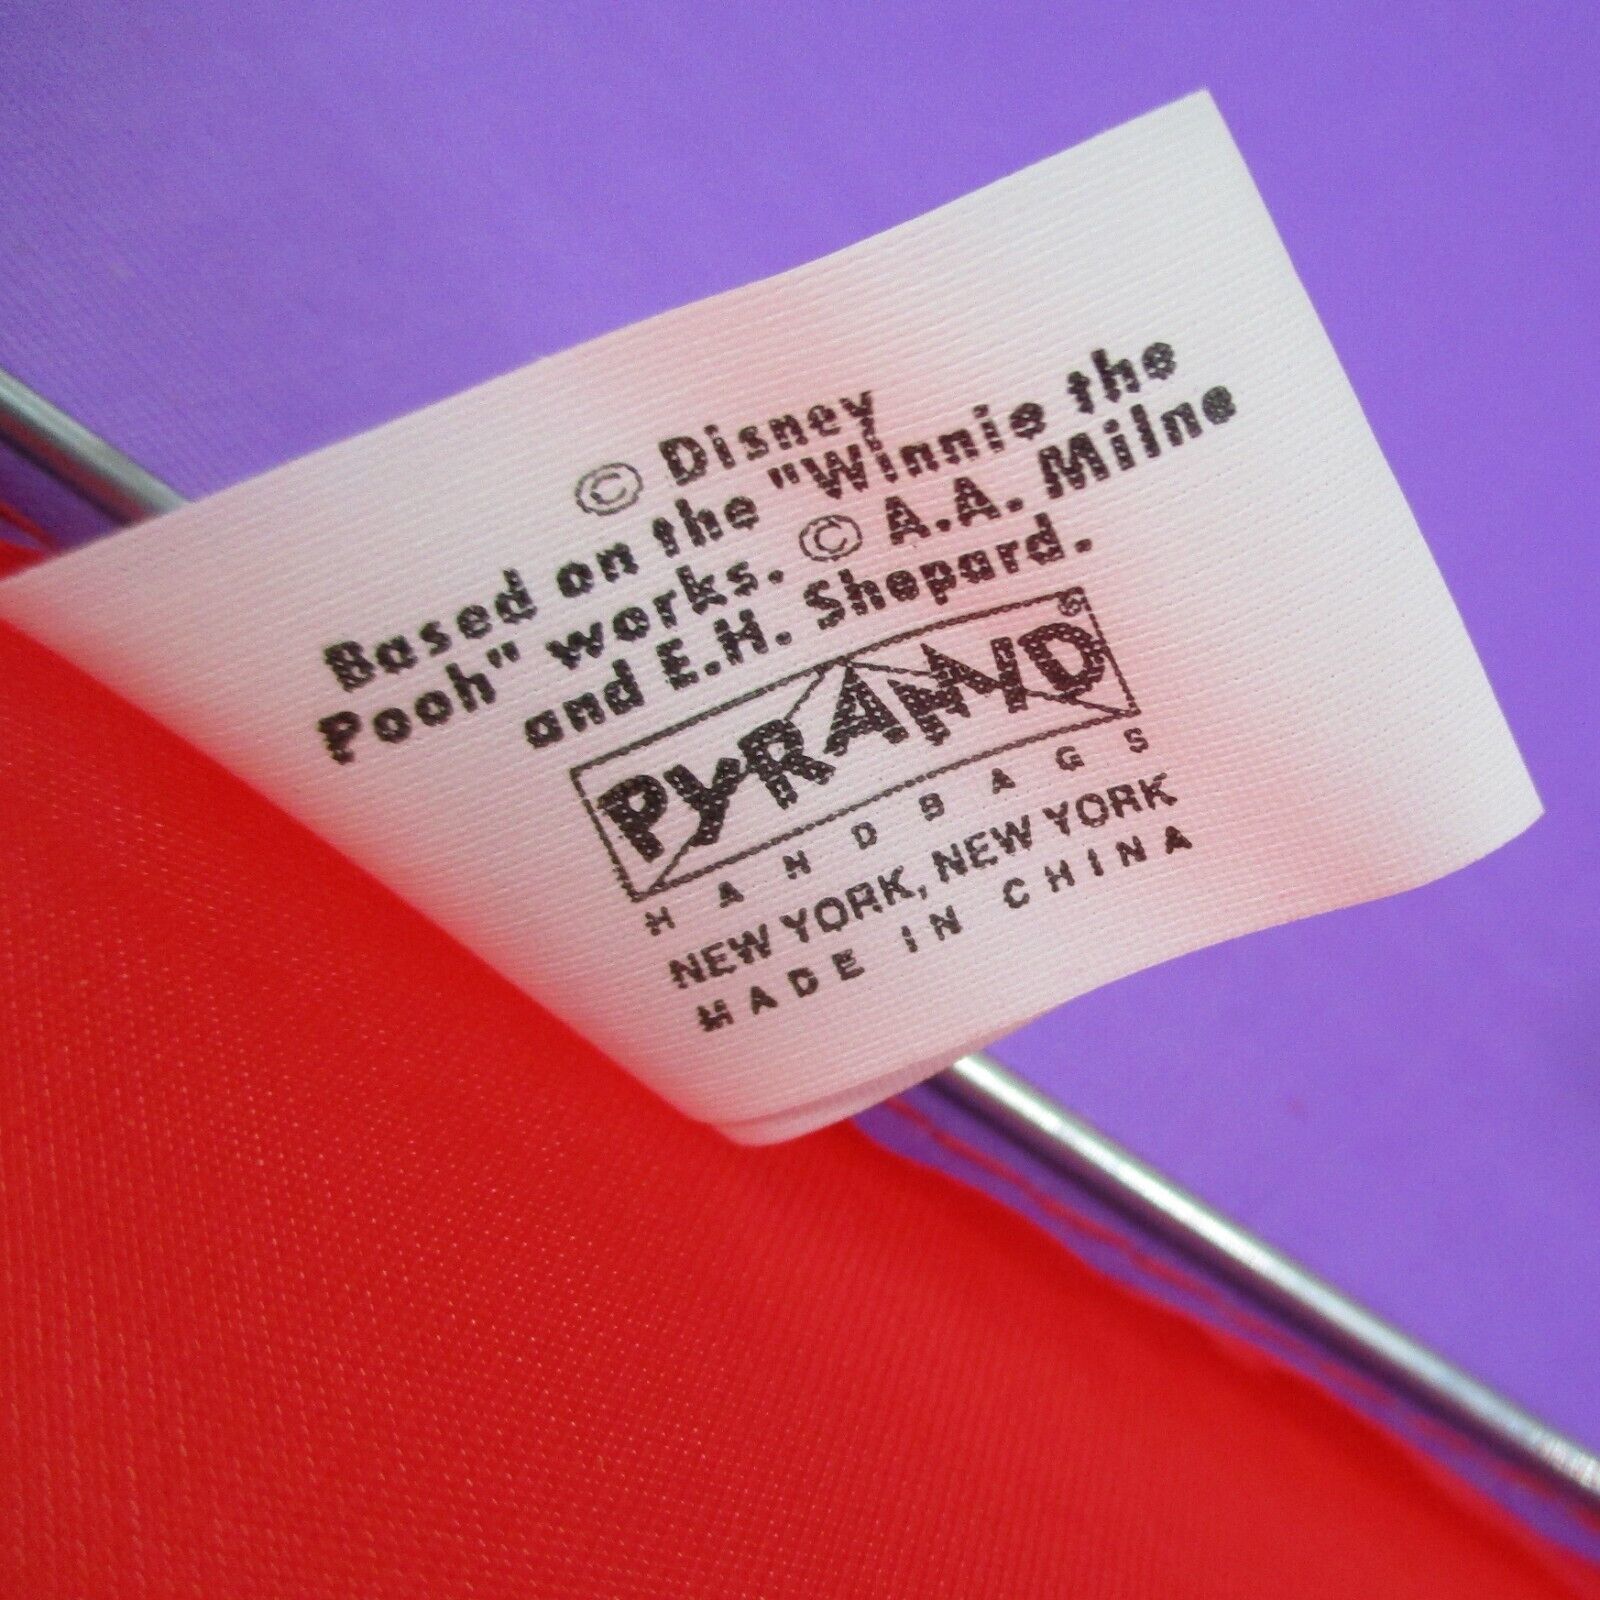 © Disney
Based on the "Winnie the
Pooh" works. © A.A. Milne
and E.H. Shepard.
PYRAMYD®
HANDBAGS
NEW YORK, NEW YORK
MADE IN CHINA